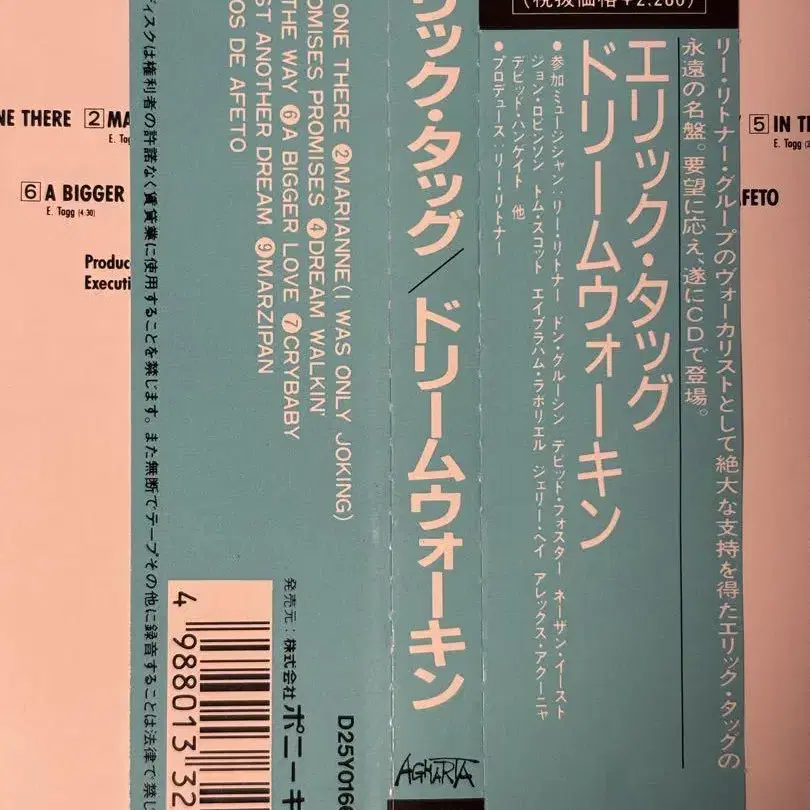 (税抜価格¥2.280)
リー・リトナー・グループのヴォーカリストとして絶大な支持を得たエリック・タッグの
永遠の名盤。要望に応え、遂にCDで登場。
エリック・タッグ
ドリームウォーキン
●参加ミュージシャン:リー・リトナー ドン・グルーシン デビッド・フォスター ネーザン・イースト
ジョン・ロビンソン トム・スコット エイブラハム・ラボリエル ジェリー・ヘイ アレックス・アクーニャ
デビッド・ハンゲイト 他
●プロデュース:リー・リトナー
リック・タッグ/ドリームウォーキン
AGHARTA
ONE THERE ❷MARIANNE(I WAS ONLY JOKING)
OMISES PROMISES ❹DREAM WALKIN'
THE WAY ❻A BIGGER LOVE ❼CRYBABY
ST ANOTHER DREAM ❾MARZIPAN
OS DE AFETO
D25Y016
発売元:株式会社ポニーキ
4 988013 32
ディスクは権利者の許諾なく賃貸業に使用することを禁じます。また無断でテープその他に録音することは法律で禁じ
NE THERE 2 MA
E. Tag
6 A BIGGER
E. Tagg (4:30)
Produc
Executi
5 IN T
E. Tagg
AFETO